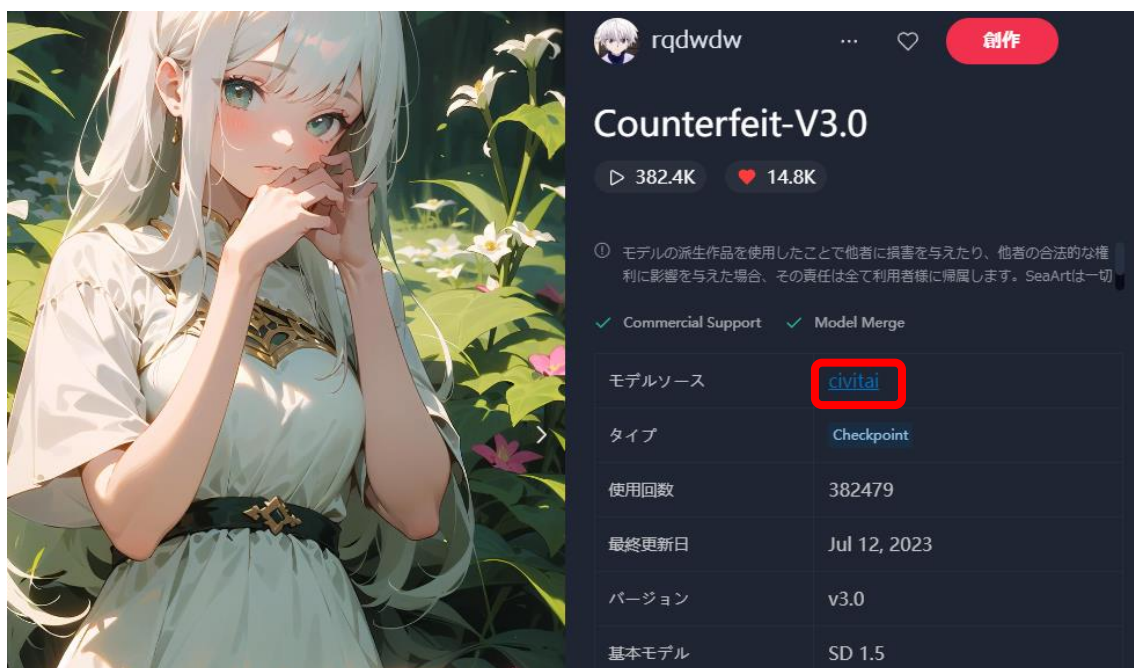 rqdwdw ... 創作
Counterfeit-V3.0
382.4K 14.8K
モデルの派生作品を使用したことで他者に損害を与えたり、他者の合法的な権
利に影響を与えた場合、その責任は全て利用者様に帰属します。SeaArtは一切
Commercial Support Model Merge
モデルソース civitai
タイプ Checkpoint
使用回数 382479
最終更新日 Jul 12, 2023
バージョン v3.0
基本モデル SD 1.5